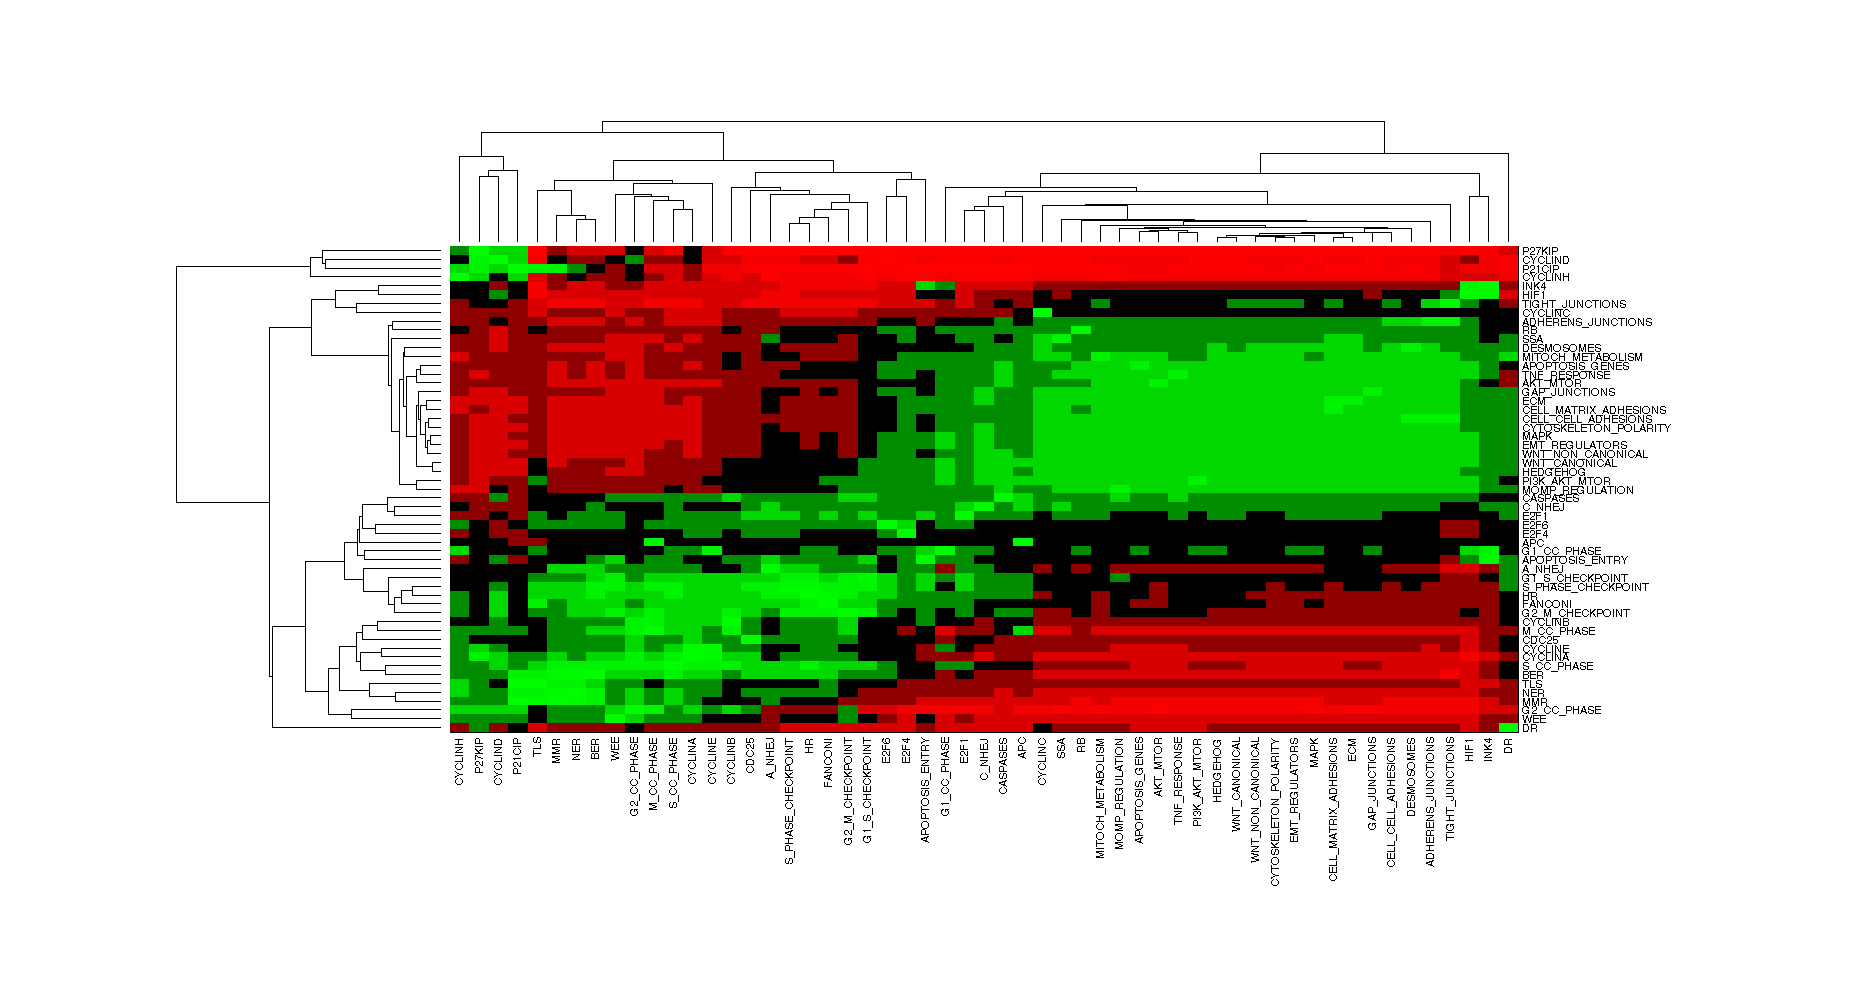 P27KIP
CYCLIND
P21CIP
CYCLINH
INK4
HIF1
TIGHT_JUNCTIONS
CYCLINC
ADHERENS_JUNCTIONS
RB
SSA
DESMOSOMES
MITOCH_METABOLISM
APOPTOSIS_GENES
TNF_RESPONSE
AKT_MTOR
GAP_JUNCTIONS
ECM
CELL_MATRIX_ADHESIONS
CELL_CELL_ADHESIONS
CYTOSKELETON_POLARITY
MAPK
EMT_REGULATORS
WNT_NON_CANONICAL
WNT_CANONICAL
HEDGEHOG
PI3K_AKT_MTOR
MOMP_REGULATION
CASPASES
C_NHEJ
E2F1
E2F6
E2F4
APC
G1_CC_PHASE
APOPTOSIS_ENTRY
A_NHEJ
G1_S_CHECKPOINT
S_PHASE_CHECKPOINT
HR
FANCONI
G2_M_CHECKPOINT
CYCLINB
M_CC_PHASE
CDC25
CYCLINE
CYCLINA
S_CC_PHASE
BER
TLS
NER
MMR
G2_CC_PHASE
WEE
DR
CYCLINH
P27KIP
CYCLIND
P21CIP
TLS
MMR
NER
BER
WEE
G2_CC_PHASE
M_CC_PHASE
S_CC_PHASE
CYCLINA
CYCLINE
CYCLINB
CDC25
A_NHEJ
S_PHASE_CHECKPOINT
HR
FANCONI
G2_M_CHECKPOINT
G1_S_CHECKPOINT
E2F6
E2F4
APOPTOSIS_ENTRY
G1_CC_PHASE
E2F1
C_NHEJ
CASPASES
APC
CYCLINC
SSA
RB
MITOCH_METABOLISM
MOMP_REGULATION
APOPTOSIS_GENES
AKT_MTOR
TNF_RESPONSE
PI3K_AKT_MTOR
HEDGEHOG
WNT_CANONICAL
WNT_NON_CANONICAL
CYTOSKELETON_POLARITY
EMT_REGULATORS
MAPK
CELL_MATRIX_ADHESIONS
ECM
GAP_JUNCTIONS
CELL_CELL_ADHESIONS
DESMOSOMES
ADHERENS_JUNCTIONS
TIGHT_JUNCTIONS
HIF1
INK4
DR